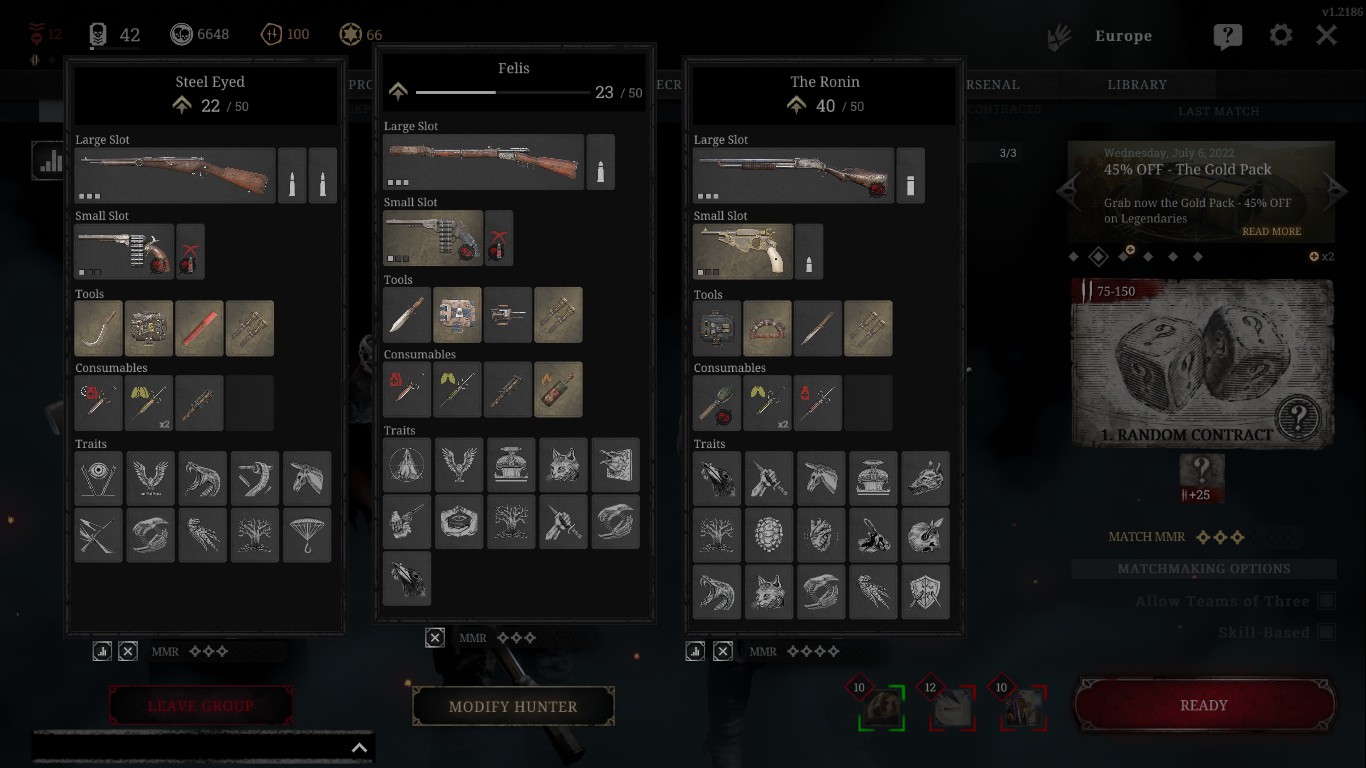 v1.2186
12
42
6648
100
66
Europe
PRO
ECR
RSENAL
LIBRARY
CONTRACTS
LAST MATCH
Steel Eyed
22 / 50
Large Slot
Small Slot
Tools
Consumables
x2
Traits
MMR
LEAVE GROUP
Felis
23 / 50
Large Slot
Small Slot
Tools
Consumables
Traits
MMR
MODIFY HUNTER
The Ronin
40 / 50
Large Slot
Small Slot
Tools
Consumables
x2
Traits
MMR
3/3
Wednesday, July 6, 2022
45% OFF - The Gold Pack
Grab now the Gold Pack - 45% OFF
on Legendaries
READ MORE
x2
75-150
1. RANDOM CONTRACT
+25
MATCH MMR
MATCHMAKING OPTIONS
Allow Teams of Three
Skill-Based
10
12
10
READY